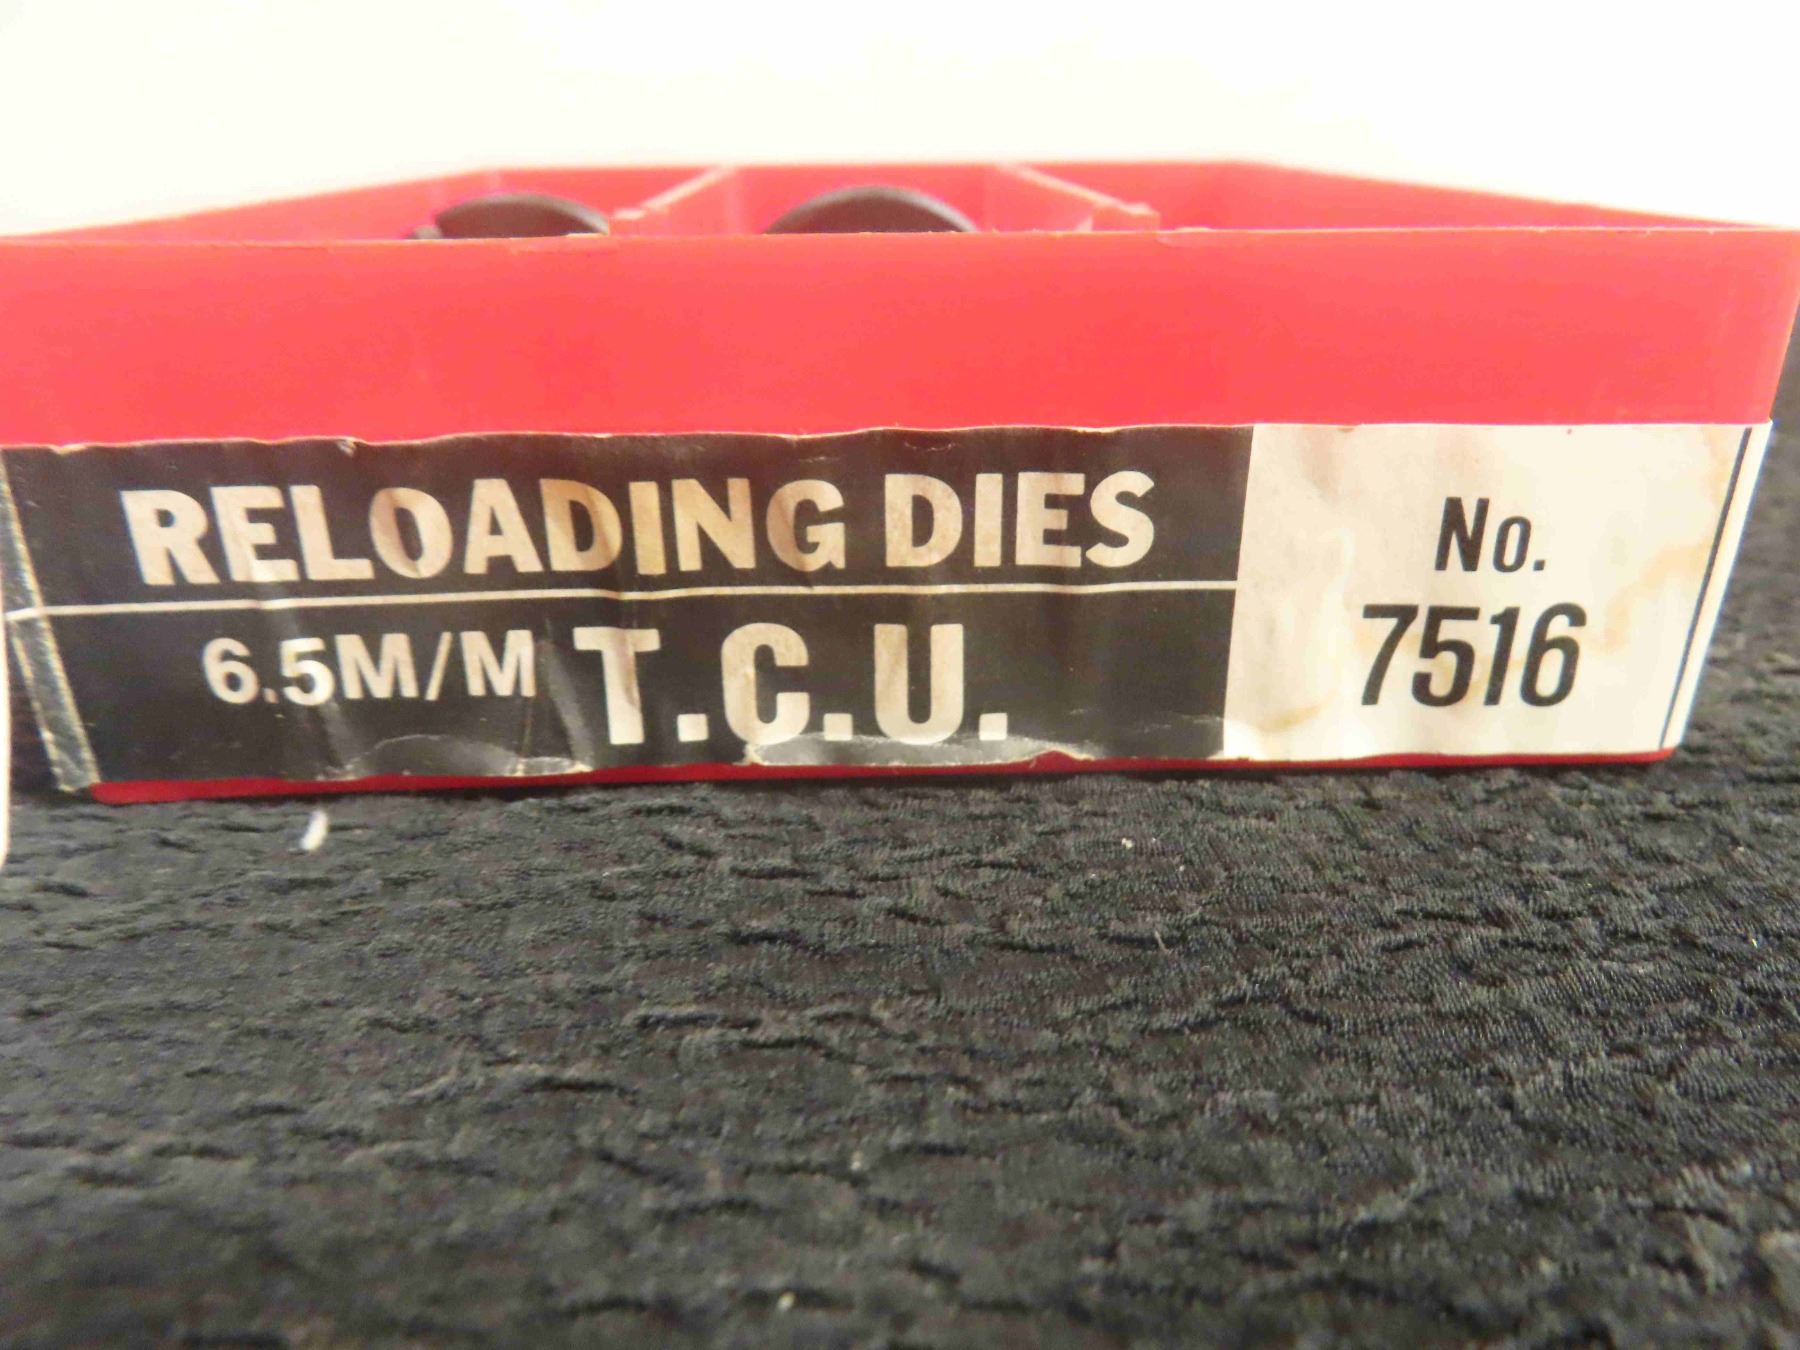 RELOADING DIES
6.5M/M T.C.U.
No.
7516